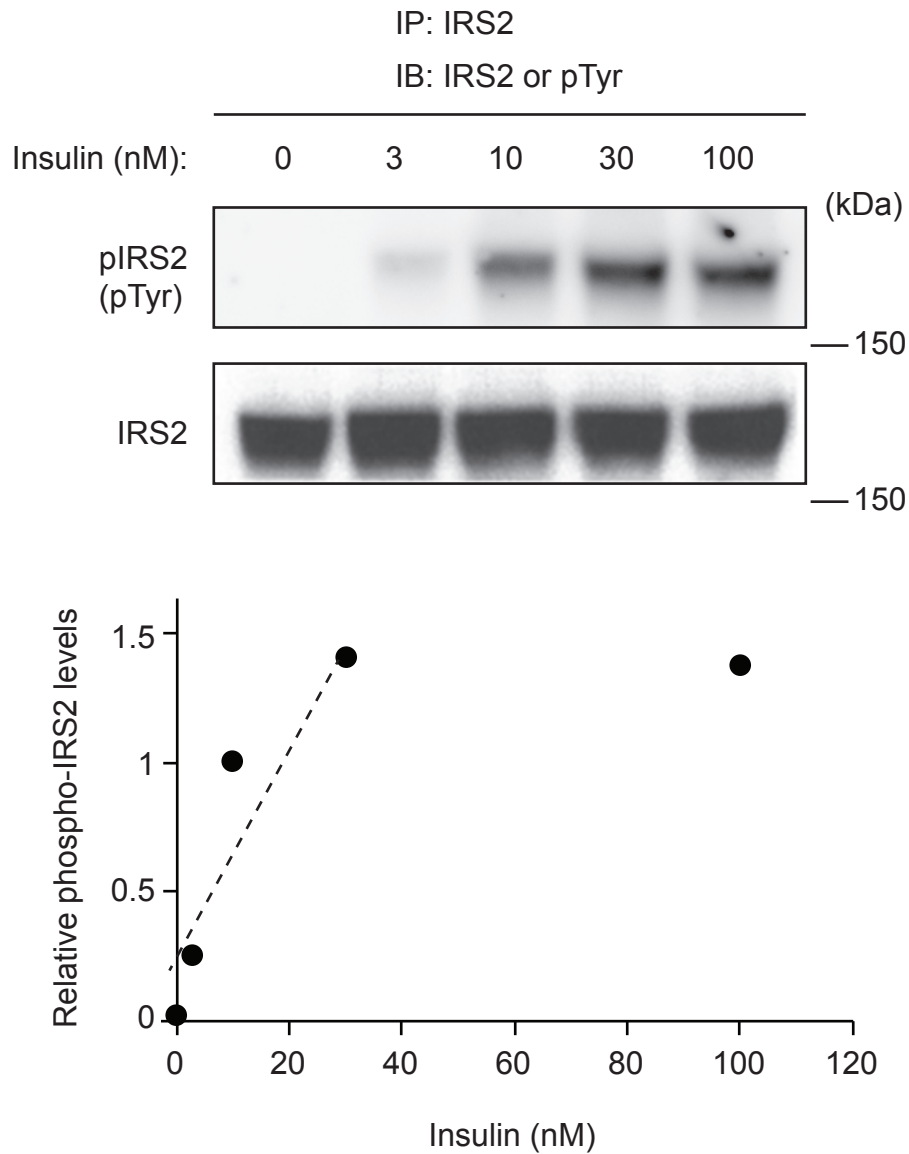 IP: IRS2
IB: IRS2 or pTyr
Insulin (nM): 0 3 10 30 100
(kDa)
pIRS2
(pTyr)
150
IRS2
150
Relative phospho-IRS2 levels
1.5
1
0.5
0
0 20 40 60 80 100 120
Insulin (nM)